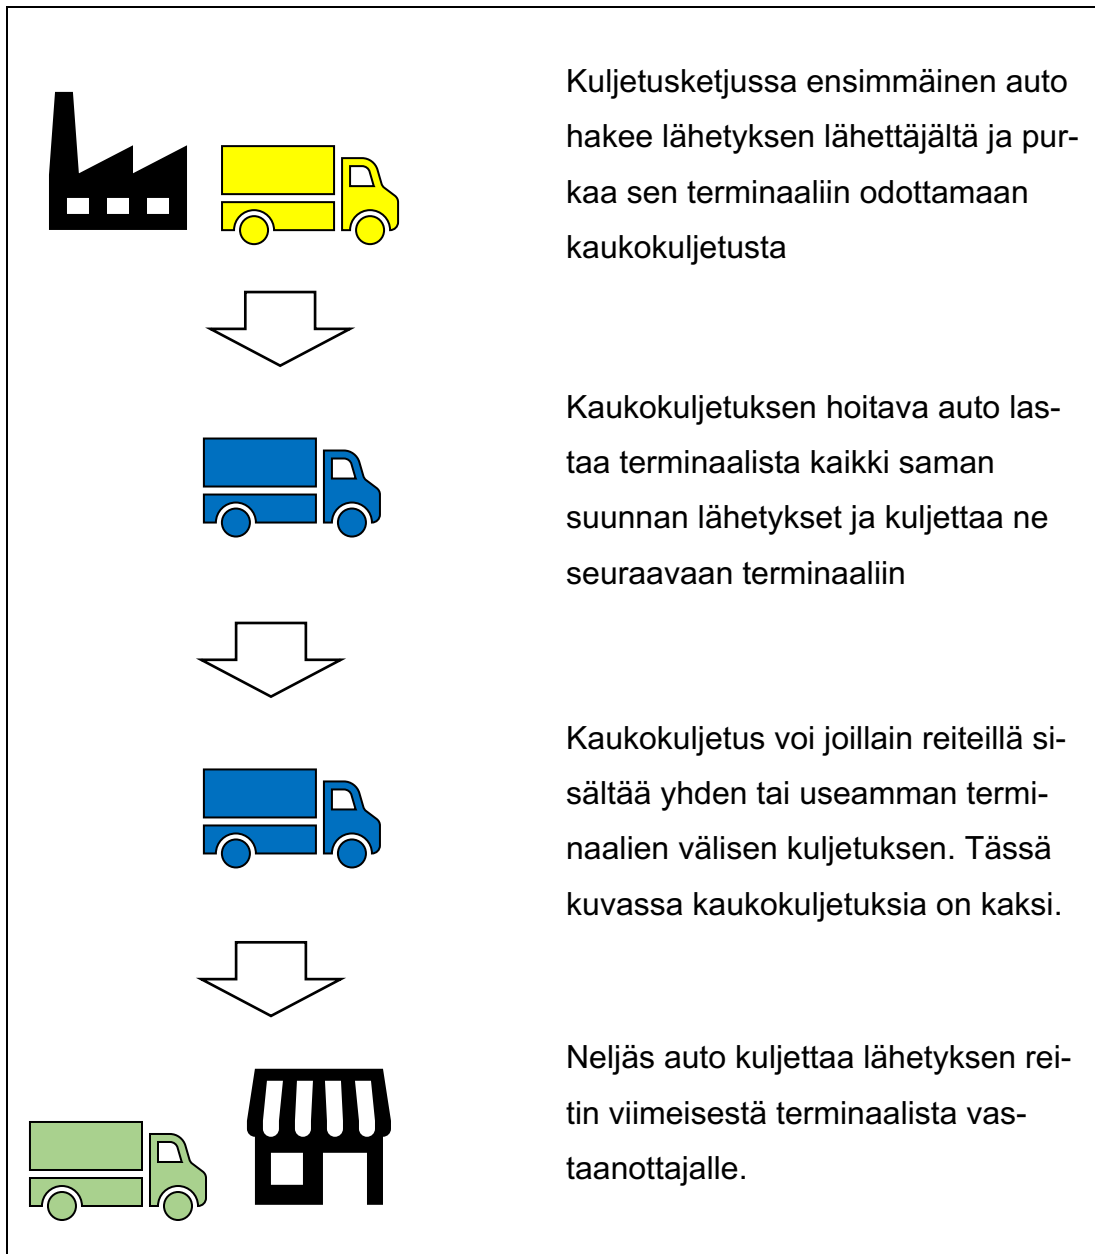 Kuljetusketjussa ensimmäinen auto
hakee lähetyksen lähettäjältä ja pur-
kaa sen terminaaliin odottamaan
kaukokuljetusta
Kaukokuljetuksen hoitava auto las-
taa terminaalista kaikki saman
suunnan lähetykset ja kuljettaa ne
seuraavaan terminaaliin
Kaukokuljetus voi joillain reiteillä si-
sältää yhden tai useamman termi-
naalien välisen kuljetuksen. Tässä
kuvassa kaukokuljetuksia on kaksi.
Neljäs auto kuljettaa lähetyksen rei-
tin viimeisestä terminaalista vas-
taanottajalle.